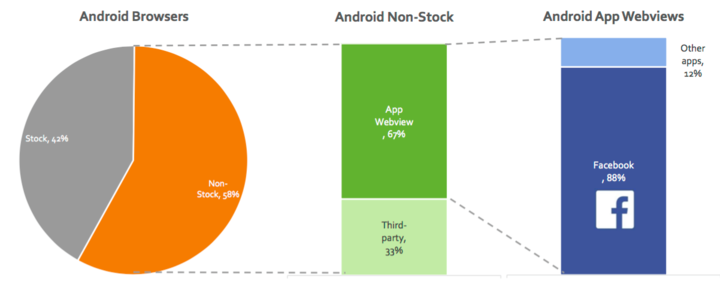 Android Browsers
Android Non-Stock
Android App Webviews
Stock, 42%
Non-
Stock, 58%
App
Webview
, 67%
Third-
party,
33%
Other
apps,
12%
Facebook
, 88%
f